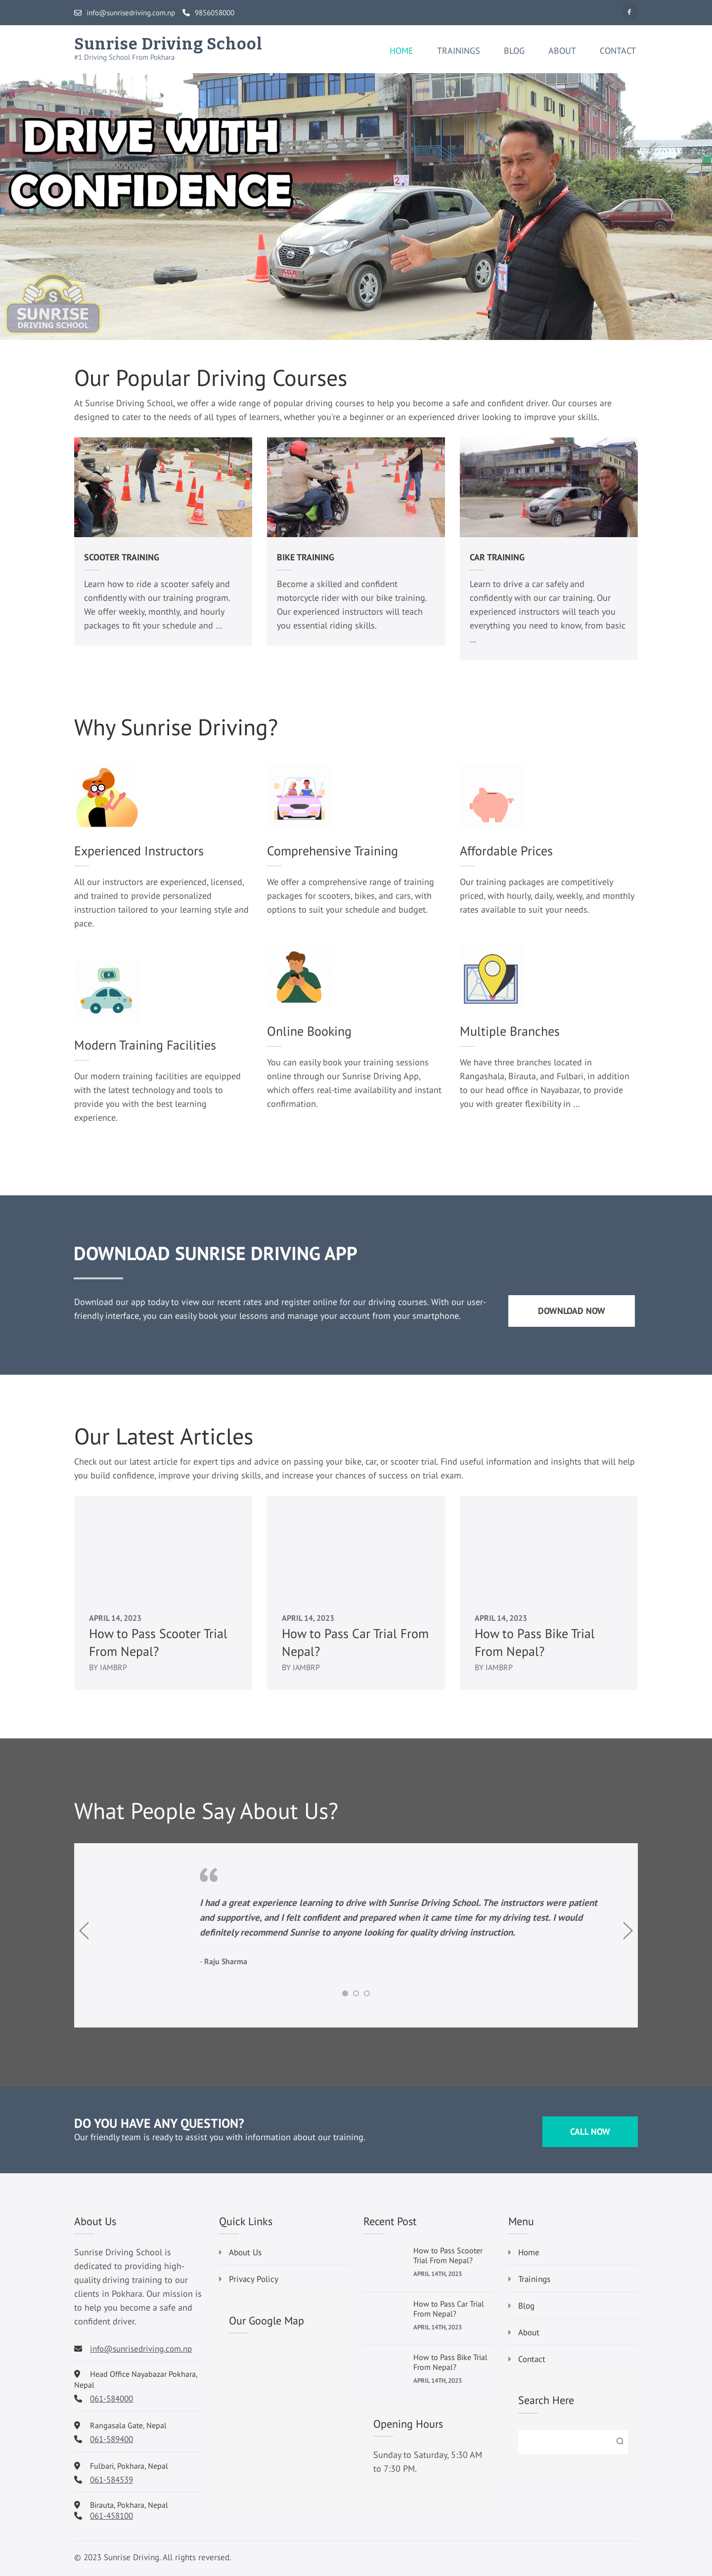 info@sunrisedriving.com.np 9856058000
Sunrise Driving School
#1 Driving School From Pokhara
HOME TRAININGS BLOG ABOUT CONTACT
DRIVE WITH
CONFIDENCE
S
SUNRISE
DRIVING SCHOOL
Our Popular Driving Courses
At Sunrise Driving School, we offer a wide range of popular driving courses to help you become a safe and confident driver. Our courses are
designed to cater to the needs of all types of learners, whether you're a beginner or an experienced driver looking to improve your skills.
SCOOTER TRAINING
Learn how to ride a scooter safely and
confidently with our training program.
We offer weekly, monthly, and hourly
packages to fit your schedule and ...
BIKE TRAINING
Become a skilled and confident
motorcycle rider with our bike training.
Our experienced instructors will teach
you essential riding skills.
CAR TRAINING
Learn to drive a car safely and
confidently with our car training. Our
experienced instructors will teach you
everything you need to know, from basic
...
Why Sunrise Driving?
Experienced Instructors
All our instructors are experienced, licensed,
and trained to provide personalized
instruction tailored to your learning style and
pace.
Comprehensive Training
We offer a comprehensive range of training
packages for scooters, bikes, and cars, with
options to suit your schedule and budget.
Affordable Prices
Our training packages are competitively
priced, with hourly, daily, weekly, and monthly
rates available to suit your needs.
Modern Training Facilities
Our modern training facilities are equipped
with the latest technology and tools to
provide you with the best learning
experience.
Online Booking
You can easily book your training sessions
online through our Sunrise Driving App,
which offers real-time availability and instant
confirmation.
Multiple Branches
We have three branches located in
Rangashala, Birauta, and Fulbari, in addition
to our head office in Nayabazar, to provide
you with greater flexibility in ...
DOWNLOAD SUNRISE DRIVING APP
Download our app today to view our recent rates and register online for our driving courses. With our user-
friendly interface, you can easily book your lessons and manage your account from your smartphone.
DOWNLOAD NOW
Our Latest Articles
Check out our latest article for expert tips and advice on passing your bike, car, or scooter trial. Find useful information and insights that will help
you build confidence, improve your driving skills, and increase your chances of success on trial exam.
APRIL 14, 2023
How to Pass Scooter Trial
From Nepal?
BY IAMBRP
APRIL 14, 2023
How to Pass Car Trial From
Nepal?
BY IAMBRP
APRIL 14, 2023
How to Pass Bike Trial
From Nepal?
BY IAMBRP
What People Say About Us?
I had a great experience learning to drive with Sunrise Driving School. The instructors were patient
and supportive, and I felt confident and prepared when it came time for my driving test. I would
definitely recommend Sunrise to anyone looking for quality driving instruction.
- Raju Sharma
DO YOU HAVE ANY QUESTION?
Our friendly team is ready to assist you with information about our training.
CALL NOW
About Us
Sunrise Driving School is
dedicated to providing high-
quality driving training to our
clients in Pokhara. Our mission is
to help you become a safe and
confident driver.
info@sunrisedriving.com.np
Head Office Nayabazar Pokhara,
Nepal
061-584000
Rangasala Gate, Nepal
061-589400
Fulbari, Pokhara, Nepal
061-584539
Birauta, Pokhara, Nepal
061-458100
Quick Links
About Us
Privacy Policy
Our Google Map
Recent Post
How to Pass Scooter
Trial From Nepal?
APRIL 14TH, 2023
How to Pass Car Trial
From Nepal?
APRIL 14TH, 2023
How to Pass Bike Trial
From Nepal?
APRIL 14TH, 2023
Opening Hours
Sunday to Saturday, 5:30 AM
to 7:30 PM.
Menu
Home
Trainings
Blog
About
Contact
Search Here
© 2023 Sunrise Driving. All rights reversed.